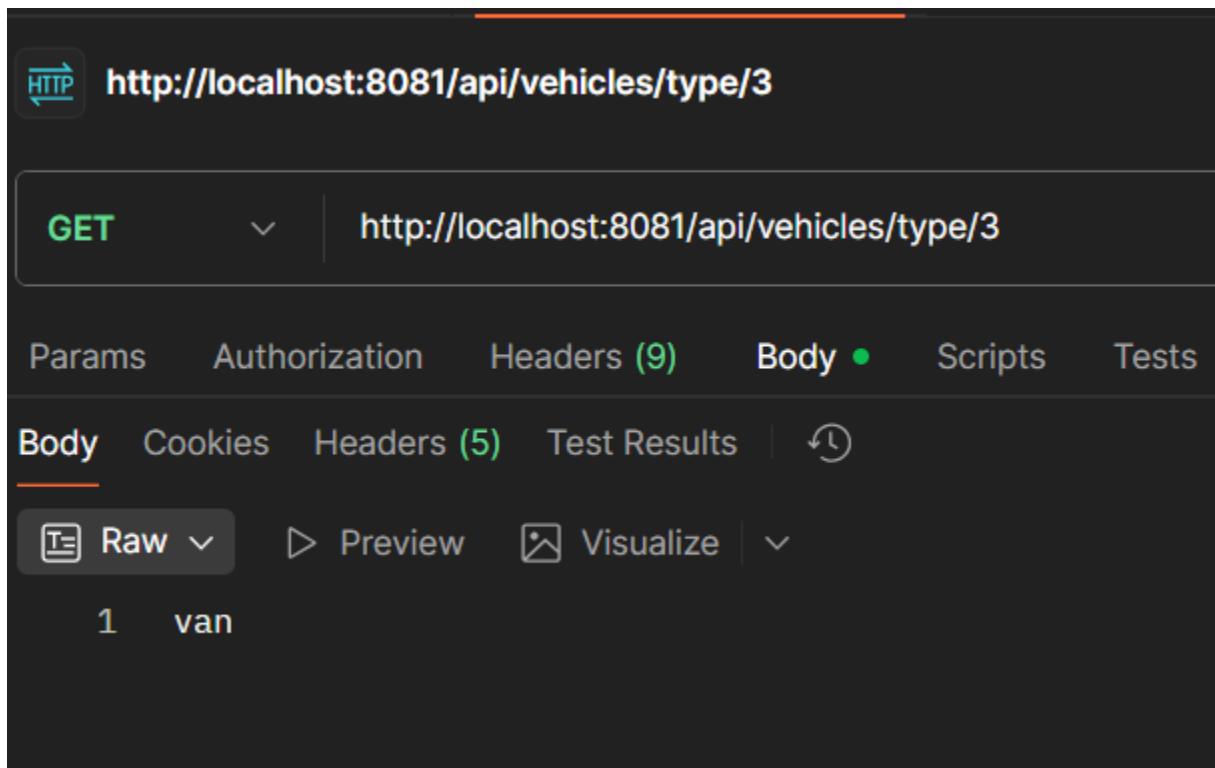 HTTP http://localhost:8081/api/vehicles/type/3
GET http://localhost:8081/api/vehicles/type/3
Params Authorization Headers (9) Body Scripts Tests
Body Cookies Headers (5) Test Results
Raw Preview Visualize
1 van